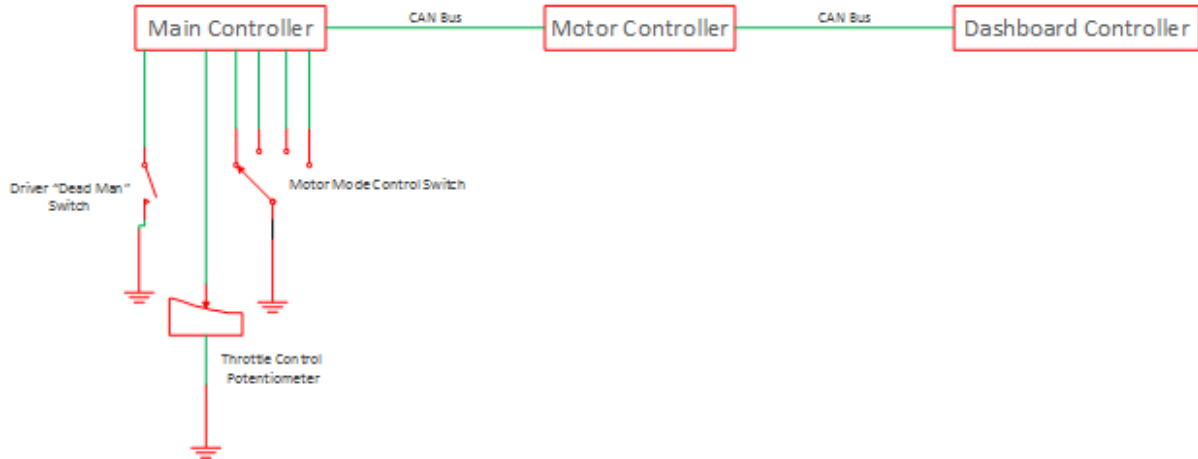 Main Controller
CAN Bus
Motor Controller
CAN Bus
Dashboard Controller
Driver “Dead Man”
Switch
Motor Mode Control Switch
Throttle Control
Potentiometer